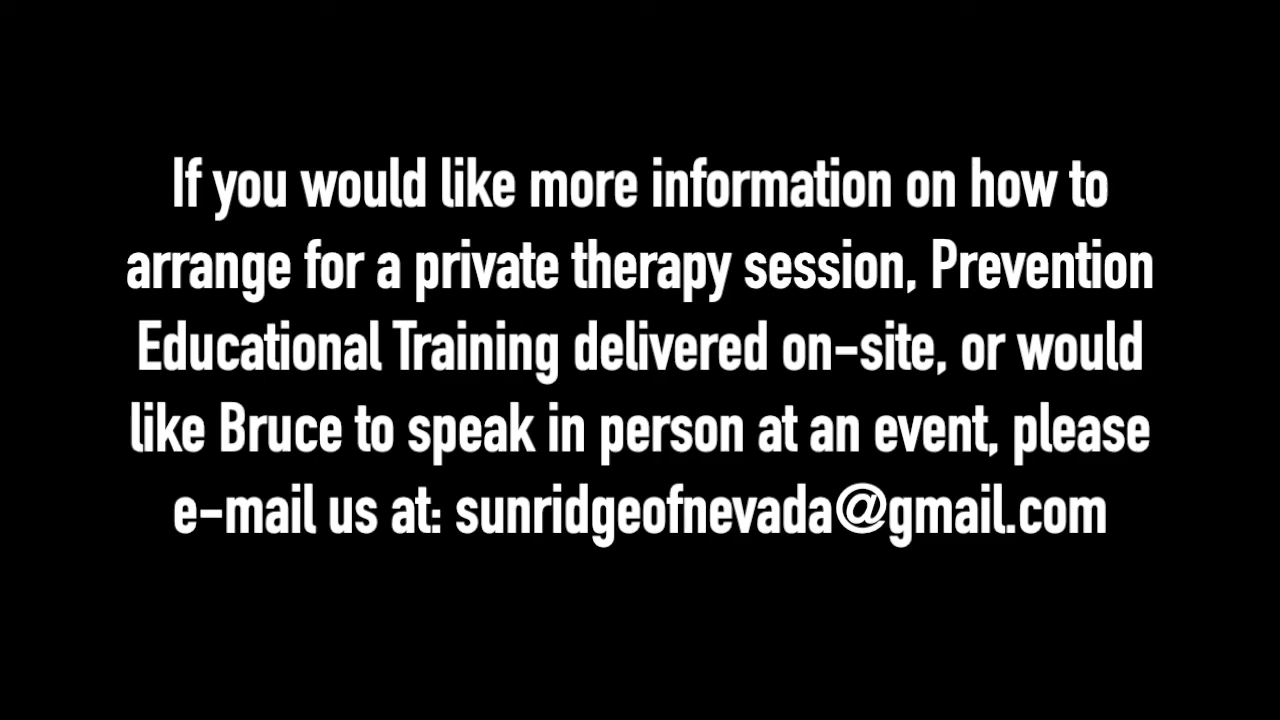 If you would like more information on how to
arrange for a private therapy session, Prevention
Educational Training delivered on-site, or would
like Bruce to speak in person at an event, please
e-mail us at: sunridgeofnevada@gmail.com